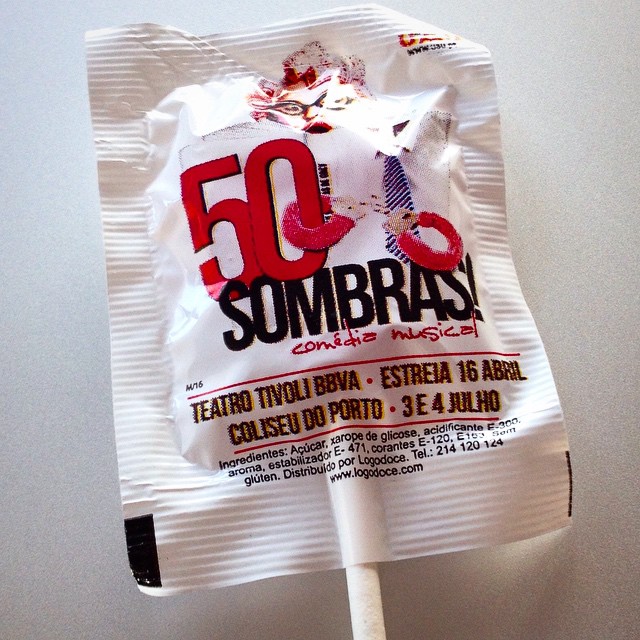 50
SOMBRAS!
comédia musical
M/16
TEATRO TIVOLI BBVA • ESTREIA 16 ABRIL
COLISEU DO PORTO • 3 E 4 JULHO
Ingredientes: Açúcar, xarope de glicose, acidificante
aroma, estabilizador E- 471, corantes E-120, Sem
glúten. Distribuído por Logodoce. Tel.: 214 120 124
www.logodoce.com